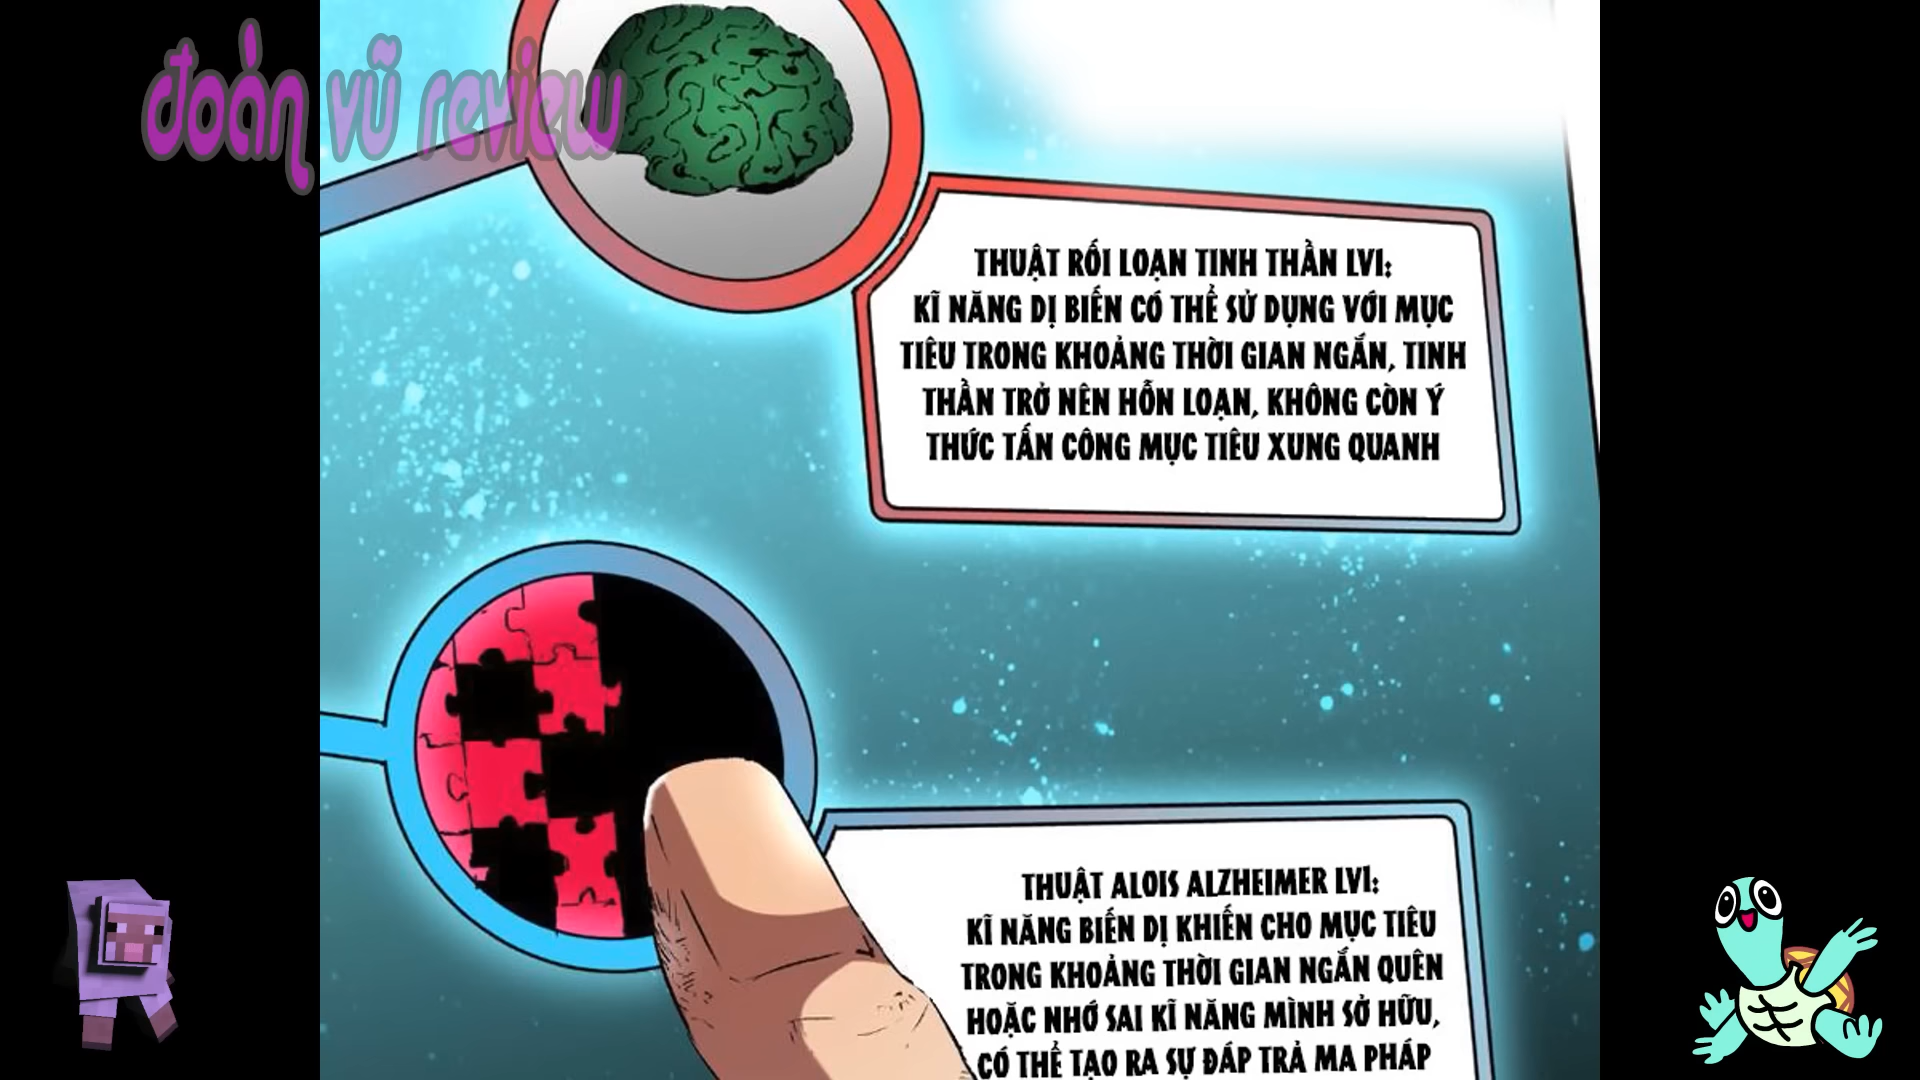 đoản vũ review
THUẬT RỐI LOẠN TINH THẦN LV1:
KĨ NĂNG DỊ BIẾN CÓ THỂ SỬ DỤNG VỚI MỤC
TIÊU TRONG KHOẢNG THỜI GIAN NGẮN, TINH
THẦN TRỞ NÊN HỖN LOẠN, KHÔNG CÒN Ý
THỨC TẤN CÔNG MỤC TIÊU XUNG QUANH
THUẬT ALOIS ALZHEIMER LV1:
KĨ NĂNG BIẾN DỊ KHIẾN CHO MỤC TIÊU
TRONG KHOẢNG THỜI GIAN NGẮN QUÊN
HOẶC NHỚ SAI KĨ NĂNG MÌNH SỞ HỮU,
CÓ THỂ TẠO RA SỰ ĐÁP TRẢ MA PHÁP